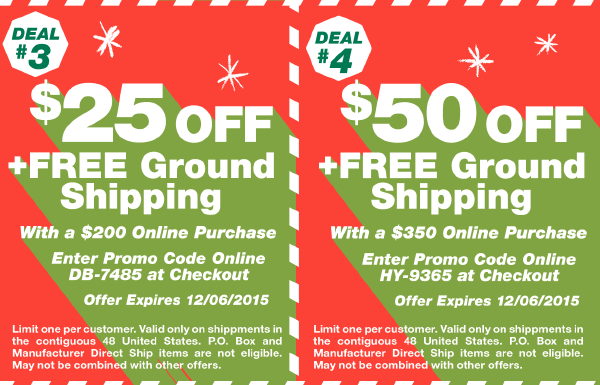 DEAL
#3
$25 OFF
+FREE Ground
Shipping
With a $200 Online Purchase
Enter Promo Code Online
DB-7485 at Checkout
Offer Expires 12/06/2015
Limit one per customer. Valid only on shippments in
the contiguous 48 United States. P.O. Box and
Manufacturer Direct Ship items are not eligible.
May not be combined with other offers.
DEAL
#4
$50 OFF
+FREE Ground
Shipping
With a $350 Online Purchase
Enter Promo Code Online
HY-9365 at Checkout
Offer Expires 12/06/2015
Limit one per customer. Valid only on shippments in
the contiguous 48 United States. P.O. Box and
Manufacturer Direct Ship items are not eligible.
May not be combined with other offers.